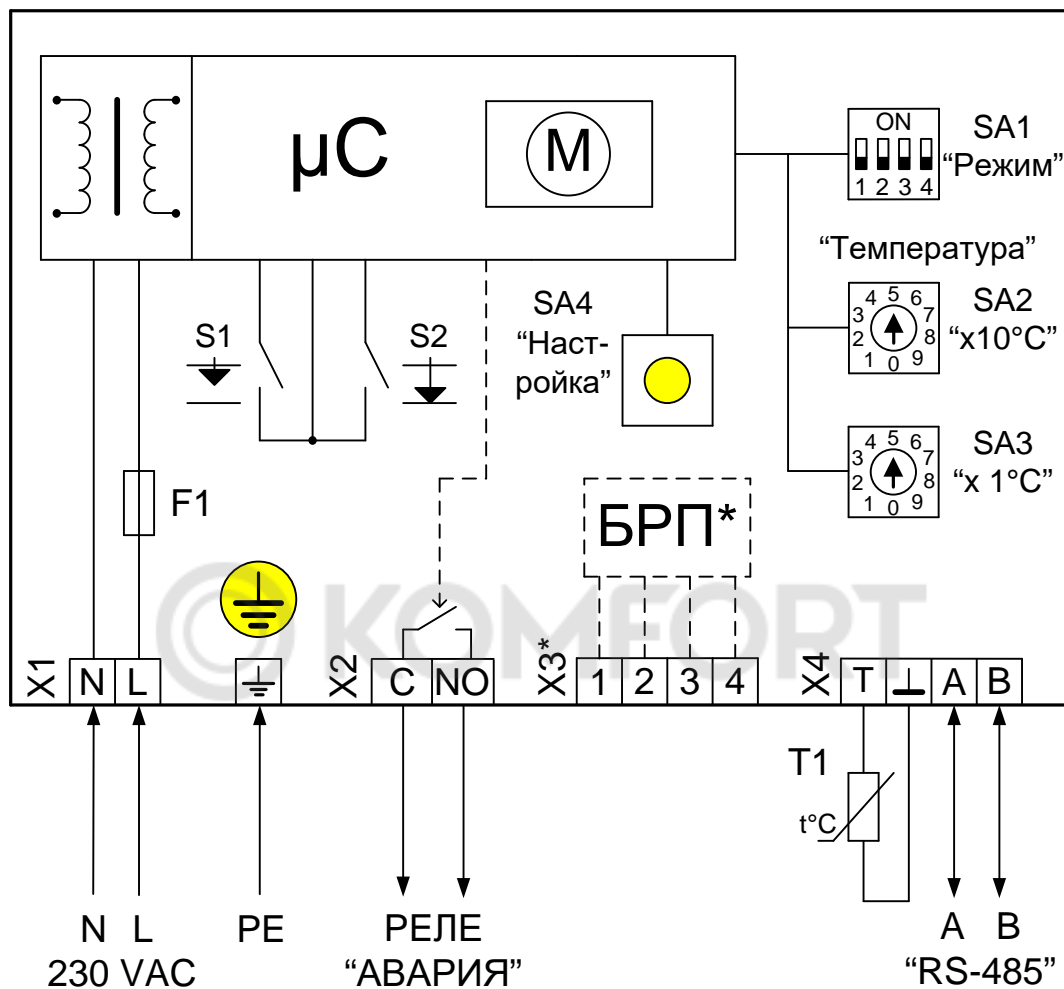 µC
M
ON
1 2 3 4
SA1
“Режим”
“Температура”
0 1 2 3 4 5 6 7 8 9
SA2
“x10°C”
0 1 2 3 4 5 6 7 8 9
SA3
“x 1°C”
S1
S2
SA4
“Наст-
ройка”
F1
БРП*
KOMFORT
X1 N L
X2 C NO
X3* 1 2 3 4
X4 T A B
T1
t°C
N L
230 VAC
PE
РЕЛЕ
“АВАРИЯ”
A B
“RS-485”